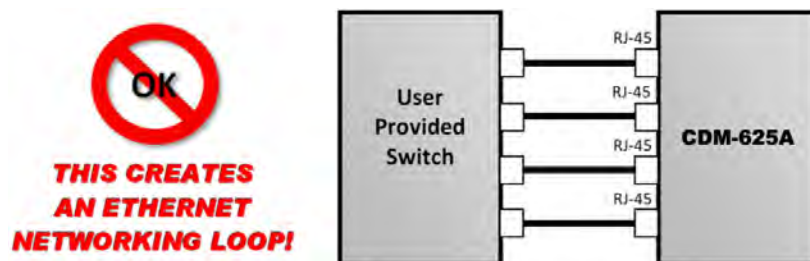 OK
THIS CREATES
AN ETHERNET
NETWORKING LOOP!
User
Provided
Switch
RJ-45
RJ-45
RJ-45
RJ-45
CDM-625A